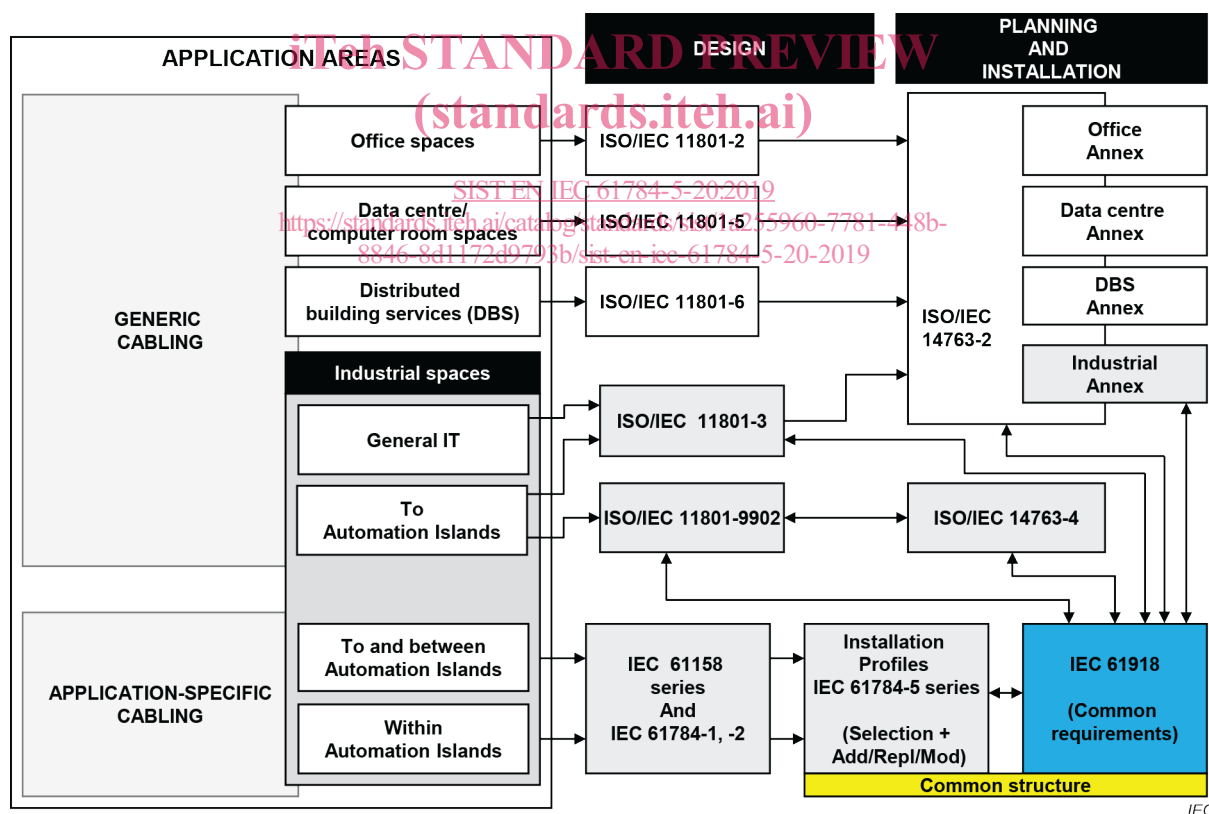 APPLICATION AREAS
DESIGN
PLANNING
AND
INSTALLATION
iTeh STANDARD PREVIEW
(standards.iteh.ai)
SIST EN IEC 61784-5-20:2019
https://standards.iteh.ai/catalog/standards/sist/1a255960-7781-448b-
8846-8d1172d9793b/sist-en-iec-61784-5-20-2019
GENERIC
CABLING
Office spaces
ISO/IEC 11801-2
Office
Annex
Data centre/
computer room spaces
ISO/IEC 11801-5
Data centre
Annex
Distributed
building services (DBS)
ISO/IEC 11801-6
ISO/IEC
14763-2
DBS
Annex
Industrial
Annex
Industrial spaces
General IT
ISO/IEC 11801-3
To
Automation Islands
ISO/IEC 11801-9902
ISO/IEC 14763-4
APPLICATION-SPECIFIC
CABLING
To and between
Automation Islands
Within
Automation Islands
IEC 61158
series
And
IEC 61784-1, -2
Installation
Profiles
IEC 61784-5 series
(Selection +
Add/Repl/Mod)
IEC 61918
(Common
requirements)
Common structure
IEC